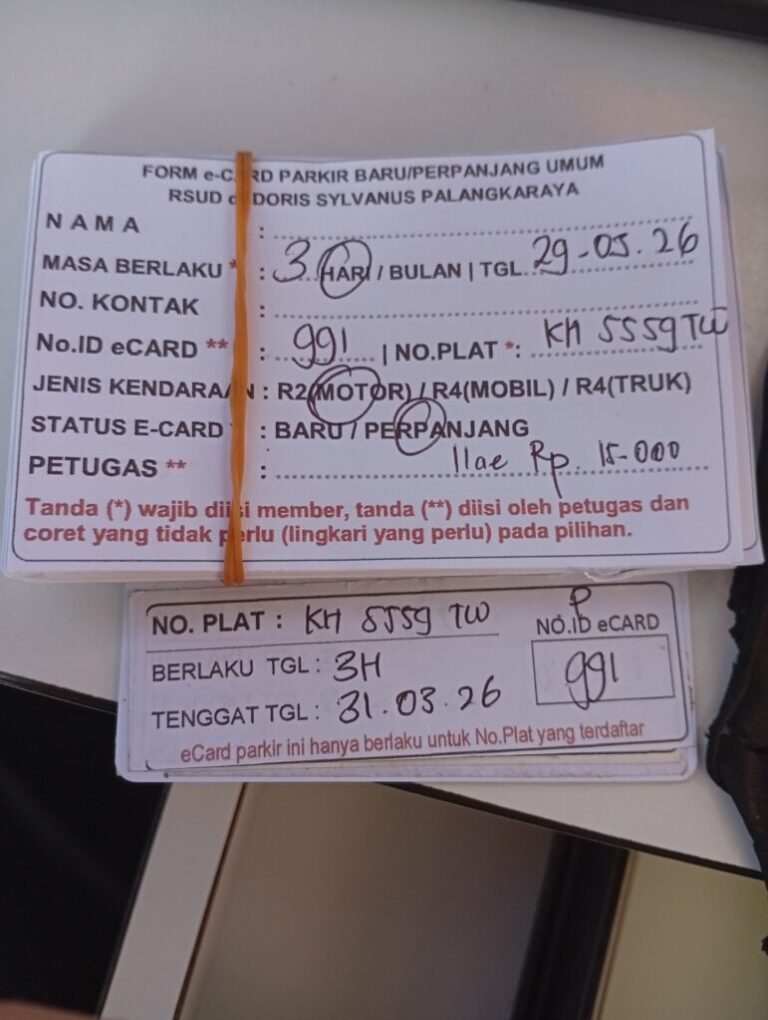 FORM e-CARD PARKIR BARU/PERPANJANG UMUM
RSUD DORIS SYLVANUS PALANGKARAYA
NAMA :
MASA BERLAKU * : 3 HARI / BULAN | TGL. 29-03.26
NO. KONTAK :
No.ID eCARD ** : 991 | NO.PLAT *: KH 5559 TW
JENIS KENDARAAN : R2(MOTOR) / R4(MOBIL) / R4(TRUK)
STATUS E-CARD : BARU / PERPANJANG
PETUGAS ** : Rp. 15-000
Tanda (*) wajib diisi member, tanda (**) diisi oleh petugas dan
coret yang tidak perlu (lingkari yang perlu) pada pilihan.
P
NO. PLAT : KH 5559 TW NO.ID eCARD
BERLAKU TGL : 3H 991
TENGGAT TGL : 31.03.26
eCard parkir ini hanya berlaku untuk No.Plat yang terdaftar